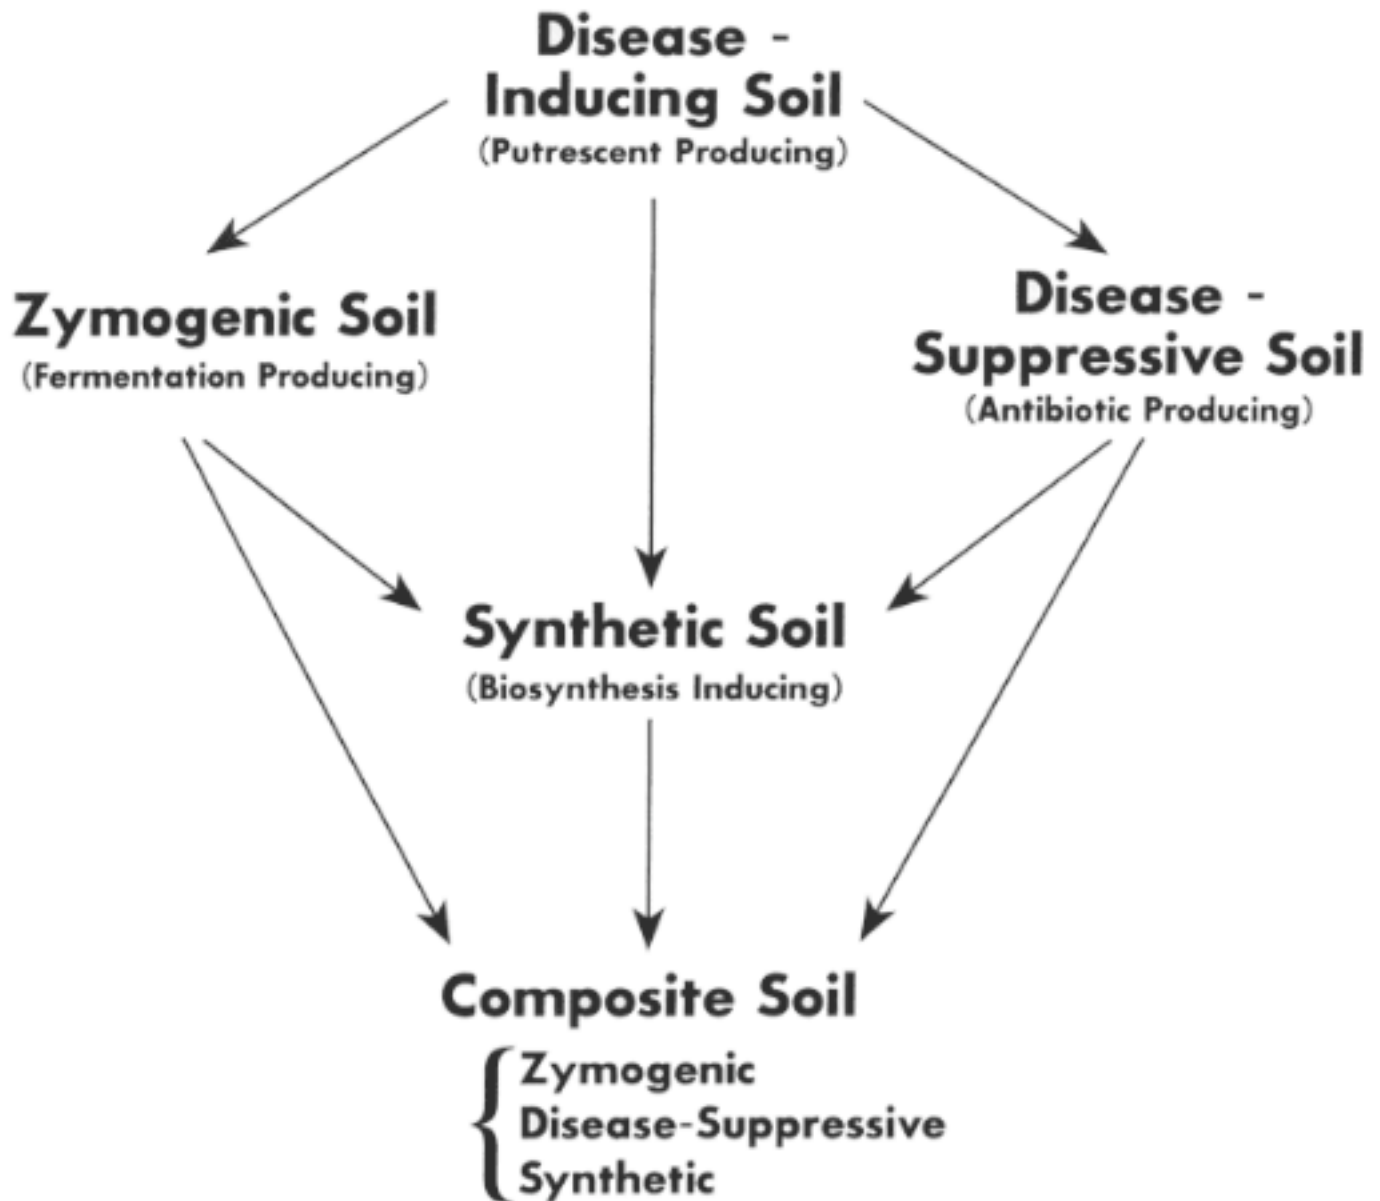 Disease -
Inducing Soil
(Putrescent Producing)
Zymogenic Soil
(Fermentation Producing)
Disease -
Suppressive Soil
(Antibiotic Producing)
Synthetic Soil
(Biosynthesis Inducing)
Composite Soil
Zymogenic
Disease-Suppressive
Synthetic